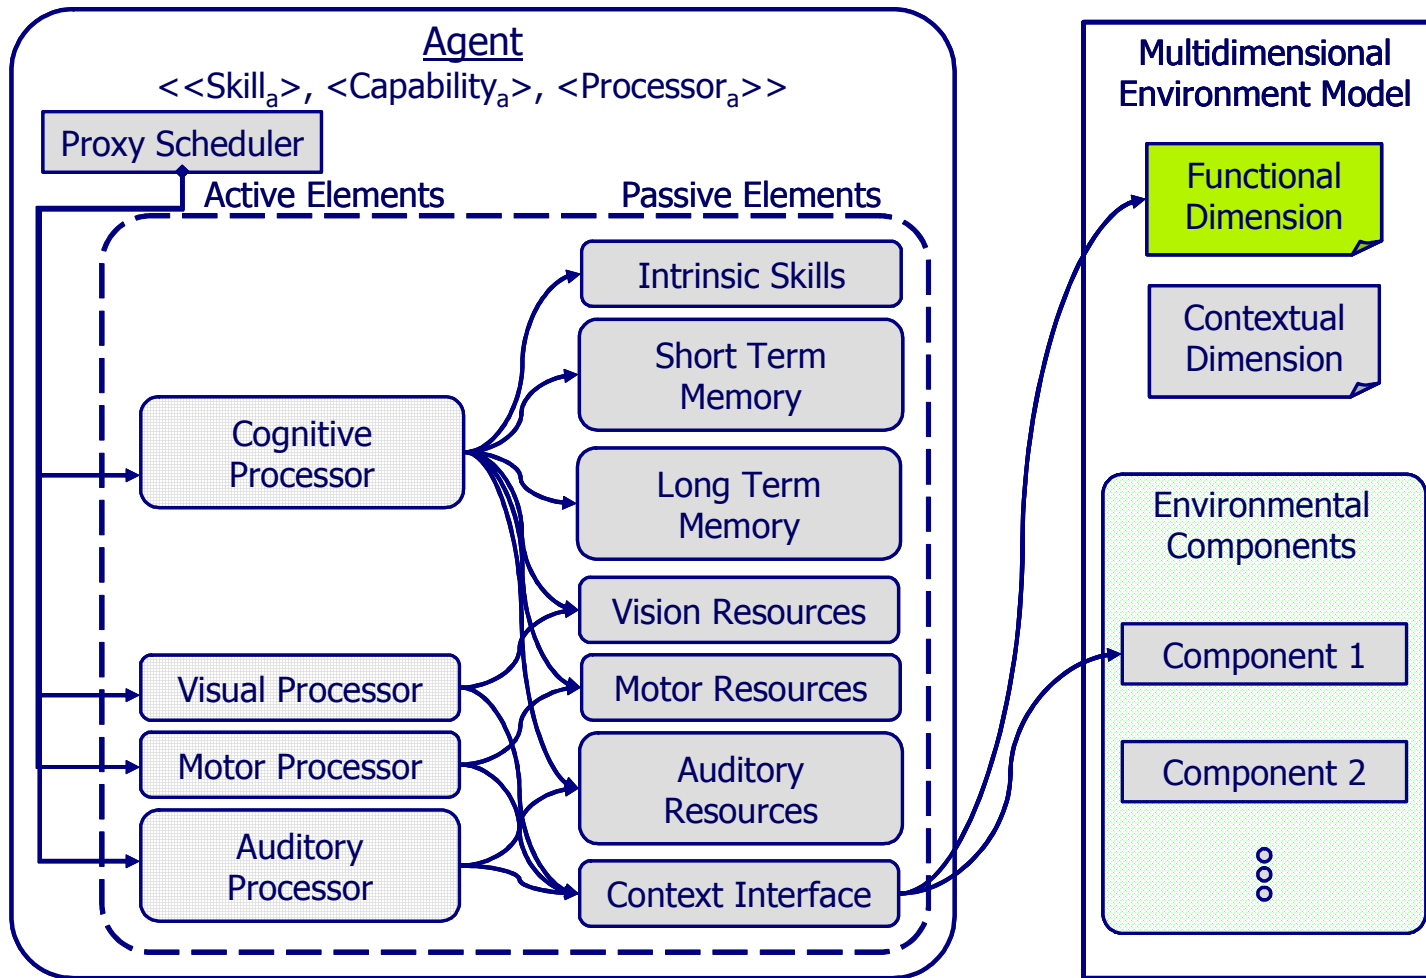 Agent
<<Skillₐ>, <Capabilityₐ>, <Processorₐ>>
Proxy Scheduler
Active Elements
Passive Elements
Intrinsic Skills
Short Term
Memory
Cognitive
Processor
Long Term
Memory
Vision Resources
Visual Processor
Motor Resources
Motor Processor
Auditory
Resources
Auditory
Processor
Context Interface
Multidimensional
Environment Model
Functional
Dimension
Contextual
Dimension
Environmental
Components
Component 1
Component 2